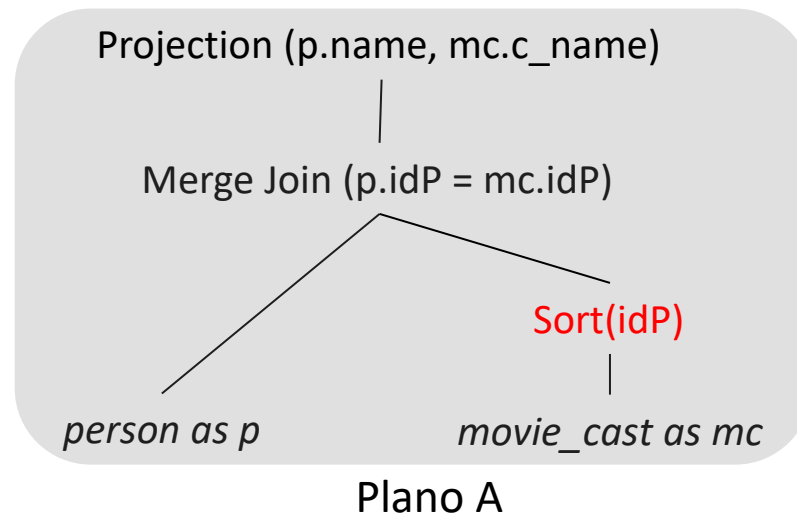 Projection (p.name, mc.c_name)
Merge Join (p.idP = mc.idP)
Sort(idP)
person as p
movie_cast as mc
Plano A